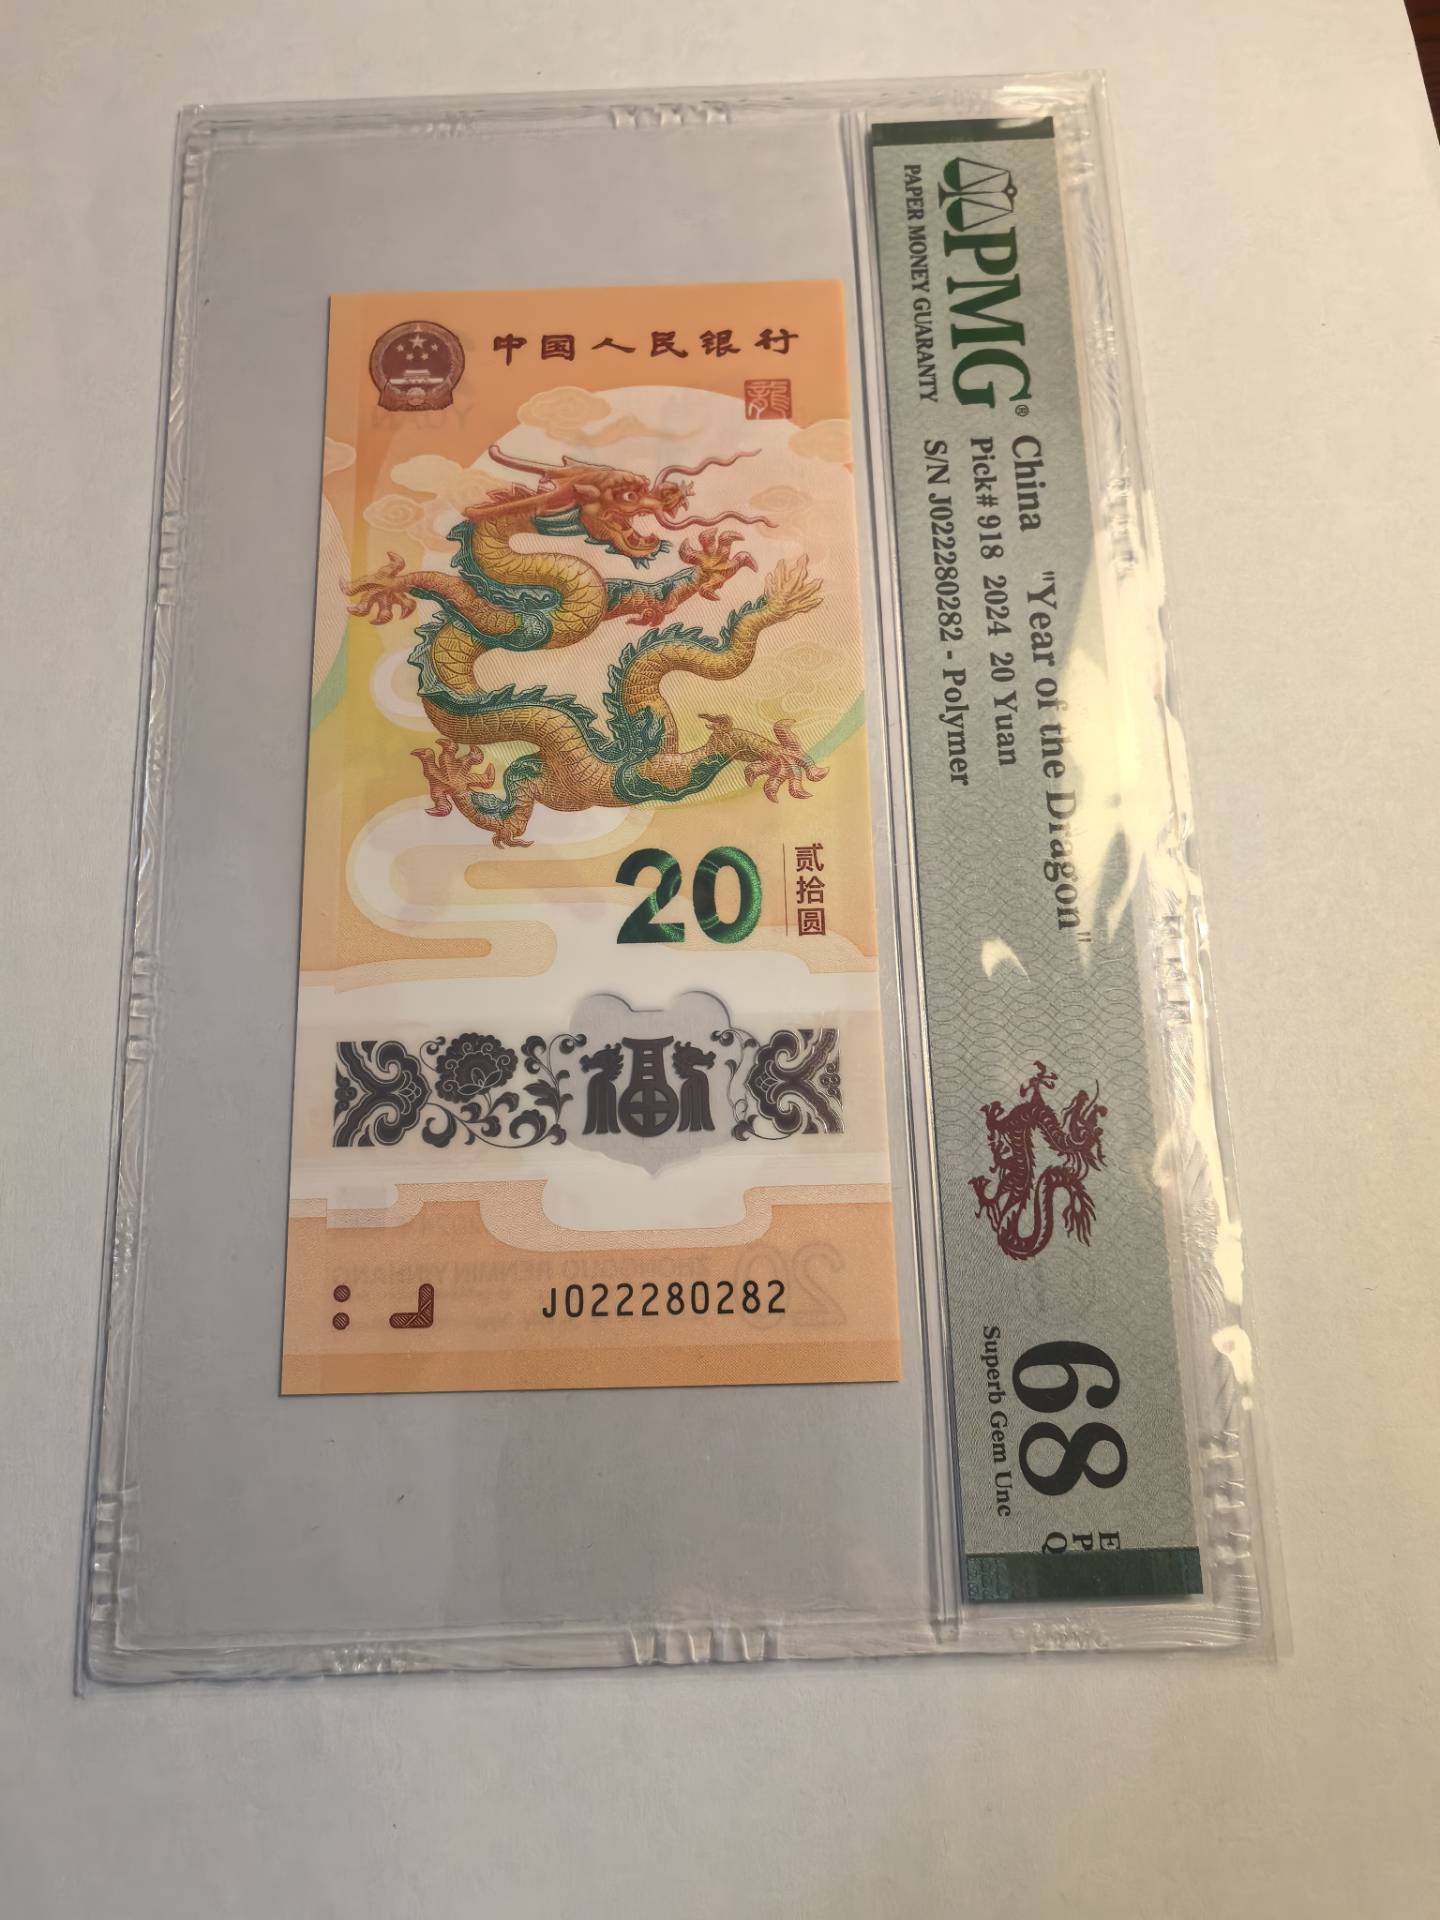 中国人民银行
龍
20
贰拾圆
福
J022280282
PMG®
PAPER MONEY GUARANTY
China "Year of the Dragon"
Pick# 918 2024 20 Yuan
S/N J022280282 - Polymer
68
Superb Gem Unc
E
P
Q